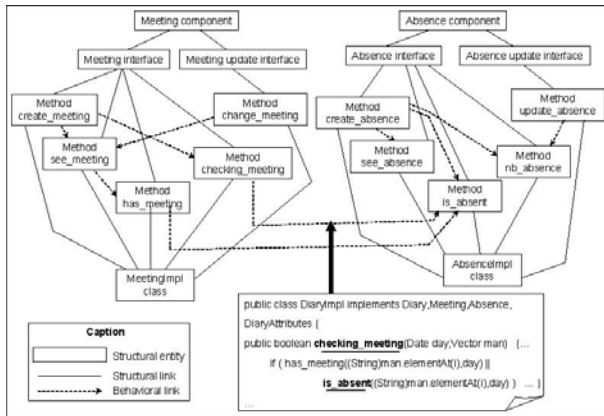 Meeting component
Absence component
Meeting interface
Meeting update interface
Absence interface
Absence update interface
Method
create_meeting
Method
change_meeting
Method
see_meeting
Method
checking_meeting
Method
has_meeting
MeetingImpl
class
Method
create_absence
Method
update_absence
Method
see_absence
Method
nb_absence
Method
is_absent
AbsenceImpl
class
Caption
Structural entity
Structural link
Behavioral link
public class DiaryImpl implements Diary,Meeting,Absence,
DiaryAttributes {
public boolean checking_meeting(Date day,Vector man) {...
if ( has_meeting((String)man.elementAt(i),day) ||
is_absent((String)man.elementAt(i),day) ) ... }
...